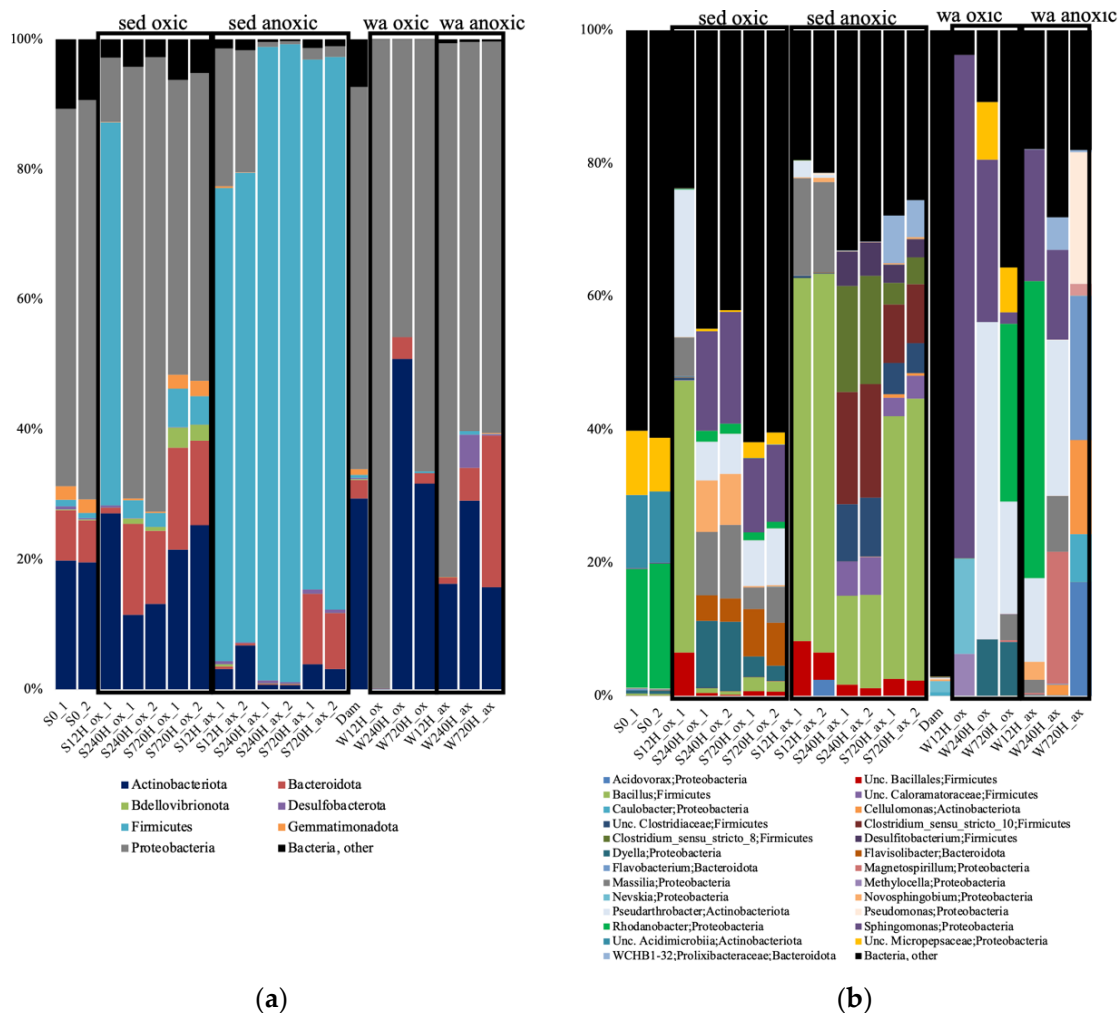 sed oxic sed anoxic wa oxic wa anoxic
100%
80%
60%
40%
20%
0%
S0_1 S0_2 S12H_ox_1 S240H_ox_1 S240H_ox_2 S720H_ox_1 S720H_ox_2 S12H_ax_1 S12H_ax_2 S240H_ax_1 S240H_ax_2 S720H_ax_1 S720H_ax_2 Dam W12H_ox W240H_ox W720H_ox W12H_ax W240H_ax W720H_ax
Actinobacteriota Bacteroidota
Bdellovibrionota Desulfobacterota
Firmicutes Gemmatimonadota
Proteobacteria Bacteria, other
(a)
sed oxic sed anoxic wa oxic wa anoxic
100%
80%
60%
40%
20%
0%
S0_1 S0_2 S12H_ox_1 S240H_ox_1 S240H_ox_2 S720H_ox_1 S720H_ox_2 S12H_ax_1 S12H_ax_2 S240H_ax_1 S240H_ax_2 S720H_ax_1 S720H_ax_2 Dam W12H_ox W240H_ox W720H_ox W12H_ax W240H_ax W720H_ax
Acidovorax;Proteobacteria Unc. Bacillales;Firmicutes
Bacillus;Firmicutes Unc. Caloramatoraceae;Firmicutes
Caulobacter;Proteobacteria Cellulomonas;Actinobacteriota
Unc. Clostridiaceae;Firmicutes Clostridium_sensu_stricto_10;Firmicutes
Clostridium_sensu_stricto_8;Firmicutes Desulfitobacterium;Firmicutes
Dyella;Proteobacteria Flavisolibacter;Bacteroidota
Flavobacterium;Bacteroidota Magnetospirillum;Proteobacteria
Massilia;Proteobacteria Methylocella;Proteobacteria
Nevskia;Proteobacteria Novosphingobium;Proteobacteria
Pseudarthrobacter;Actinobacteriota Pseudomonas;Proteobacteria
Rhodanobacter;Proteobacteria Sphingomonas;Proteobacteria
Unc. Acidimicrobiia;Actinobacteriota Unc. Micropepsaceae;Proteobacteria
WCHB1-32;Prolixibacteraceae;Bacteroidota Bacteria, other
(b)